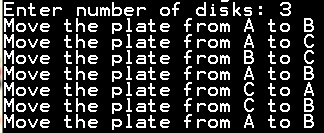 Enter number of disks: 3
Move the plate from A to B
Move the plate from A to C
Move the plate from B to C
Move the plate from A to B
Move the plate from C to A
Move the plate from C to B
Move the plate from A to B